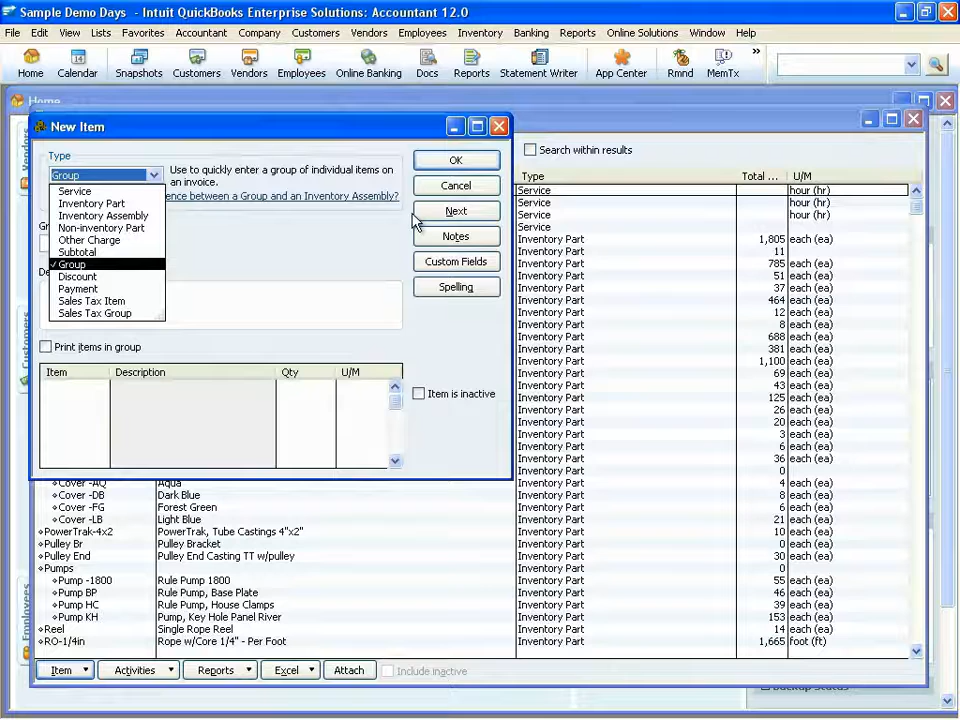 Sample Demo Days - Intuit QuickBooks Enterprise Solutions: Accountant 12.0
File Edit View Lists Favorites Accountant Company Customers Vendors Employees Inventory Banking Reports Online Solutions Window Help
Home Calendar Snapshots Customers Vendors Employees Online Banking Docs Reports Statement Writer App Center Rmnd MemTx »
Home
New Item
Type
Group
Use to quickly enter a group of individual items on
an invoice.
ence between a Group and an Inventory Assembly?
Service
Inventory Part
Inventory Assembly
Non-inventory Part
Other Charge
Subtotal
Group
Discount
Payment
Sales Tax Item
Sales Tax Group
Print items in group
Item Description Qty U/M
OK
Cancel
Next
Notes
Custom Fields
Spelling
Item is inactive
Search within results
Type Total ... U/M
Service hour (hr)
Service hour (hr)
Service hour (hr)
Service
Inventory Part 1,805 each (ea)
Inventory Part 11
Inventory Part 785 each (ea)
Inventory Part 51 each (ea)
Inventory Part 37 each (ea)
Inventory Part 464 each (ea)
Inventory Part 12 each (ea)
Inventory Part 8 each (ea)
Inventory Part 688 each (ea)
Inventory Part 381 each (ea)
Inventory Part 1,100 each (ea)
Inventory Part 69 each (ea)
Inventory Part 43 each (ea)
Inventory Part 125 each (ea)
Inventory Part 26 each (ea)
Inventory Part 20 each (ea)
Inventory Part 3 each (ea)
Inventory Part 6 each (ea)
Inventory Part 36 each (ea)
Inventory Part 0
Cover -AQ Aqua Inventory Part 4 each (ea)
Cover -DB Dark Blue Inventory Part 8 each (ea)
Cover -FG Forest Green Inventory Part 6 each (ea)
Cover -LB Light Blue Inventory Part 21 each (ea)
PowerTrak-4x2 PowerTrak, Tube Castings 4"x2" Inventory Part 10 each (ea)
Pulley Br Pulley Bracket Inventory Part 0 each (ea)
Pulley End Pulley End Casting TT w/pulley Inventory Part 30 each (ea)
Pumps Inventory Part 0
Pump -1800 Rule Pump 1800 Inventory Part 55 each (ea)
Pump BP Rule Pump, Base Plate Inventory Part 46 each (ea)
Pump HC Rule Pump, House Clamps Inventory Part 39 each (ea)
Pump KH Pump, Key Hole Panel River Inventory Part 153 each (ea)
Reel Single Rope Reel Inventory Part 14 each (ea)
RO-1/4in Rope w/Core 1/4" - Per Foot Inventory Part 1,665 foot (ft)
Item Activities Reports Excel Attach Include inactive